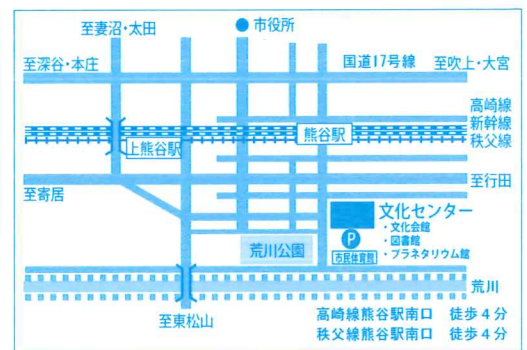 至妻沼・太田
市役所
至深谷・本庄
国道17号線
至吹上・大宮
高崎線
新幹線
秩父線
熊谷駅
上熊谷駅
至寄居
至行田
文化センター
・文化会館
・図書館
・プラネタリウム館
P
市民体育館
荒川公園
荒川
至東松山
高崎線熊谷駅南口　徒歩4分
秩父線熊谷駅南口　徒歩4分